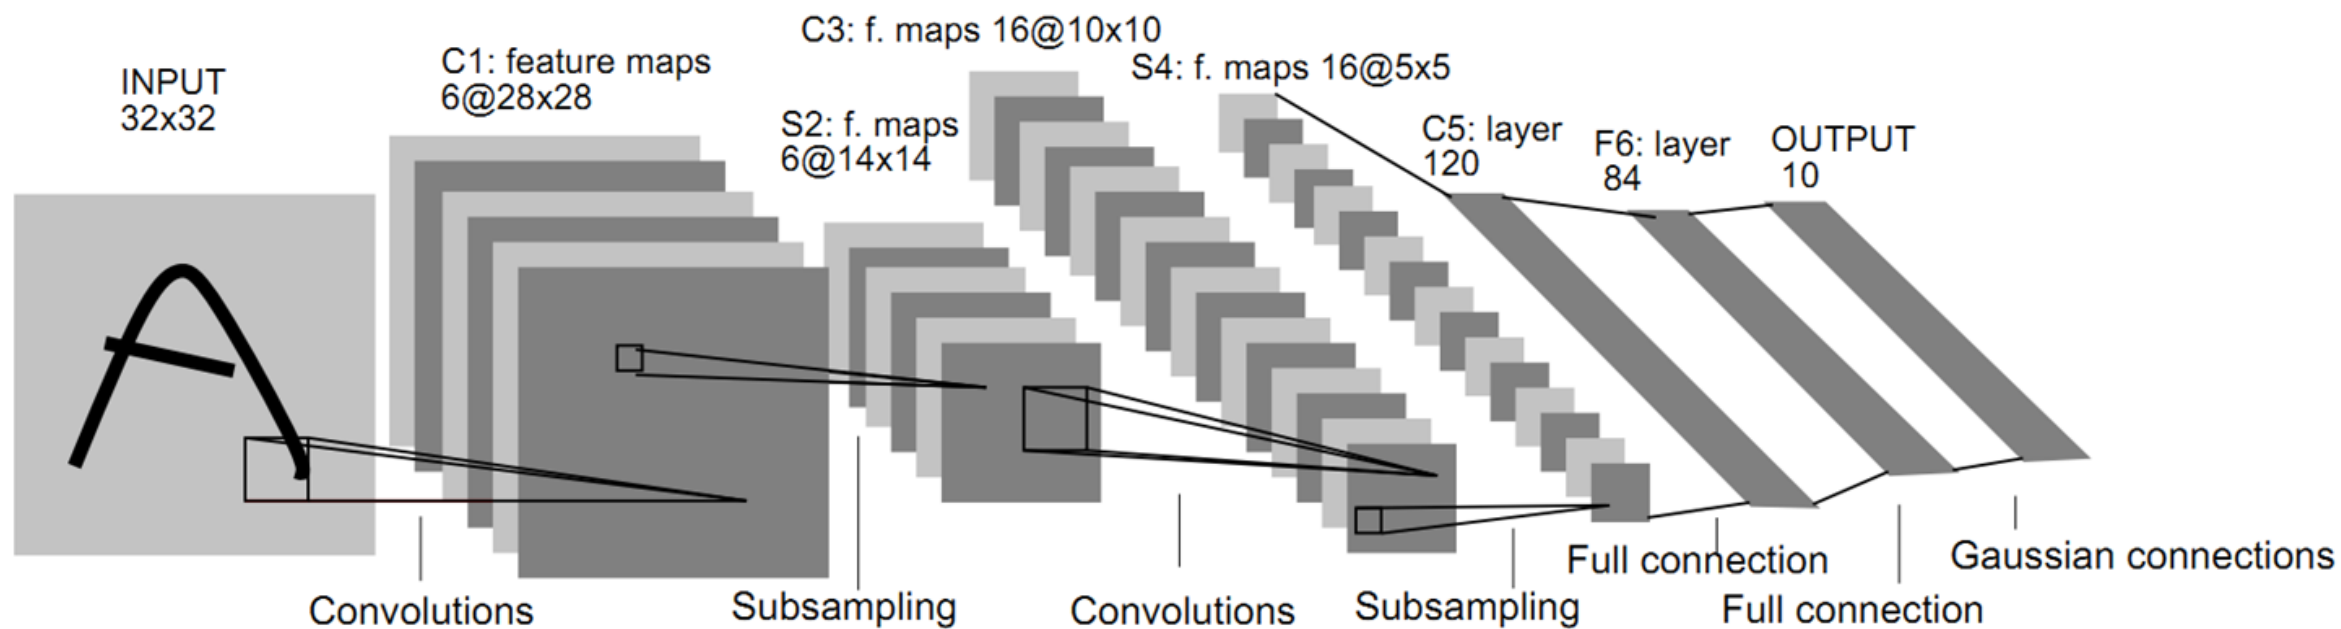 INPUT
32x32
C1: feature maps
6@28x28
S2: f. maps
6@14x14
C3: f. maps 16@10x10
S4: f. maps 16@5x5
C5: layer
120
F6: layer
84
OUTPUT
10
Convolutions
Subsampling
Convolutions
Subsampling
Full connection
Full connection
Gaussian connections